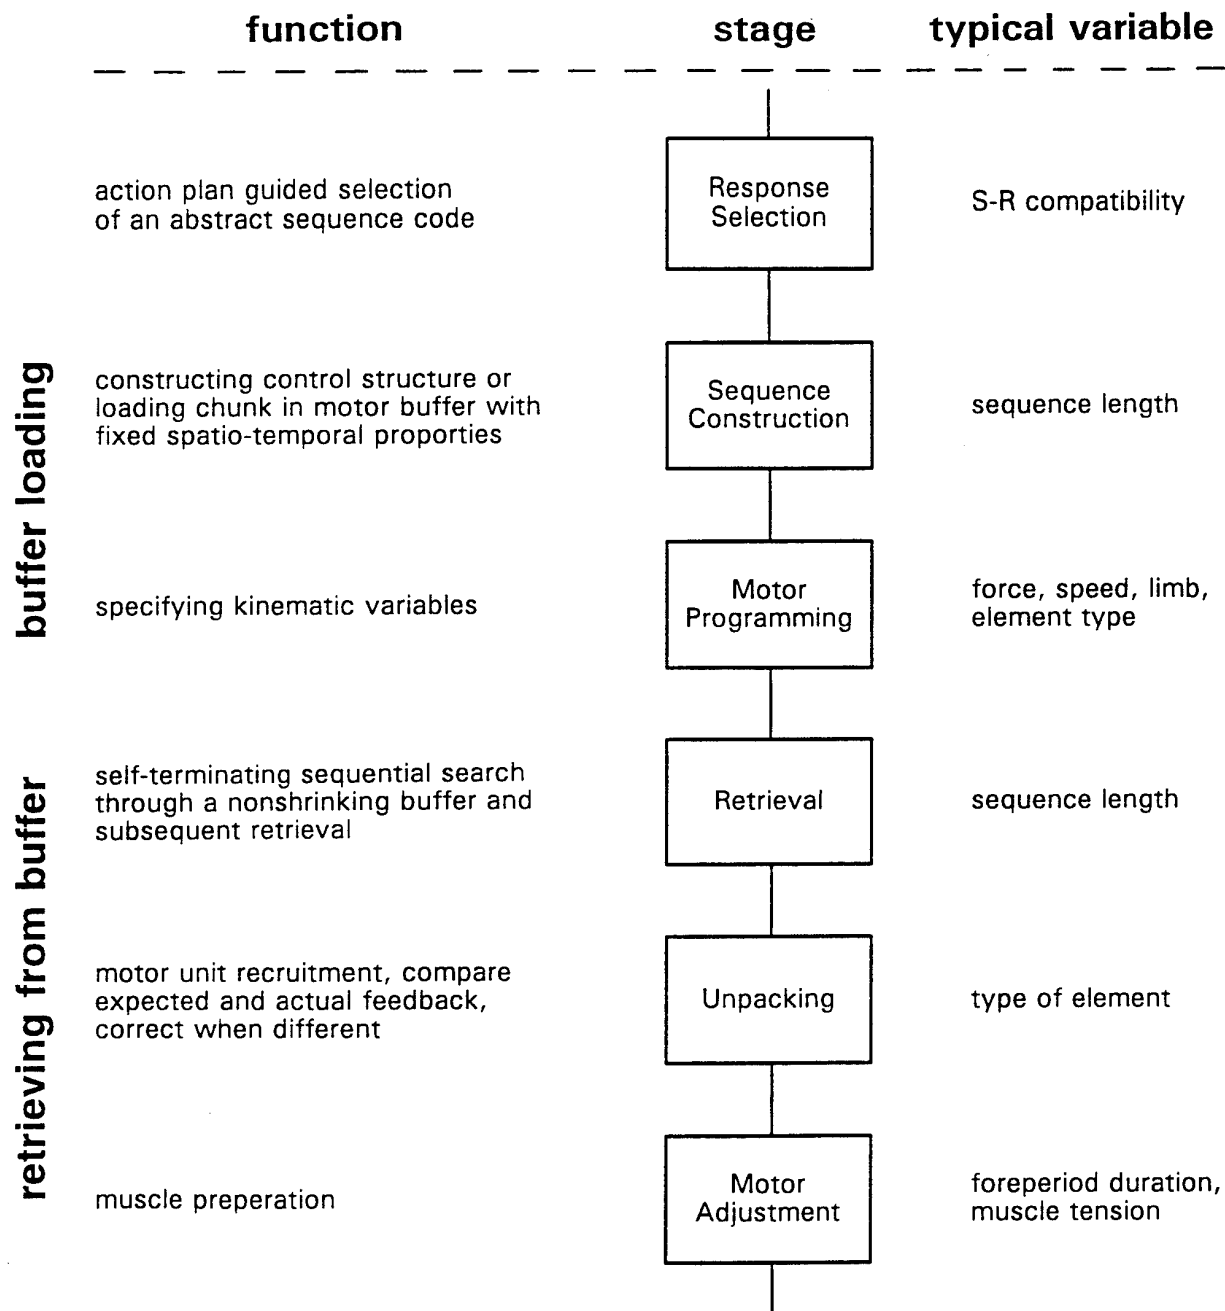 function stage typical variable
action plan guided selection
of an abstract sequence code
Response
Selection
S-R compatibility
buffer loading
constructing control structure or
loading chunk in motor buffer with
fixed spatio-temporal proporties
Sequence
Construction
sequence length
specifying kinematic variables
Motor
Programming
force, speed, limb,
element type
retrieving from buffer
self-terminating sequential search
through a nonshrinking buffer and
subsequent retrieval
Retrieval
sequence length
motor unit recruitment, compare
expected and actual feedback,
correct when different
Unpacking
type of element
muscle preperation
Motor
Adjustment
foreperiod duration,
muscle tension